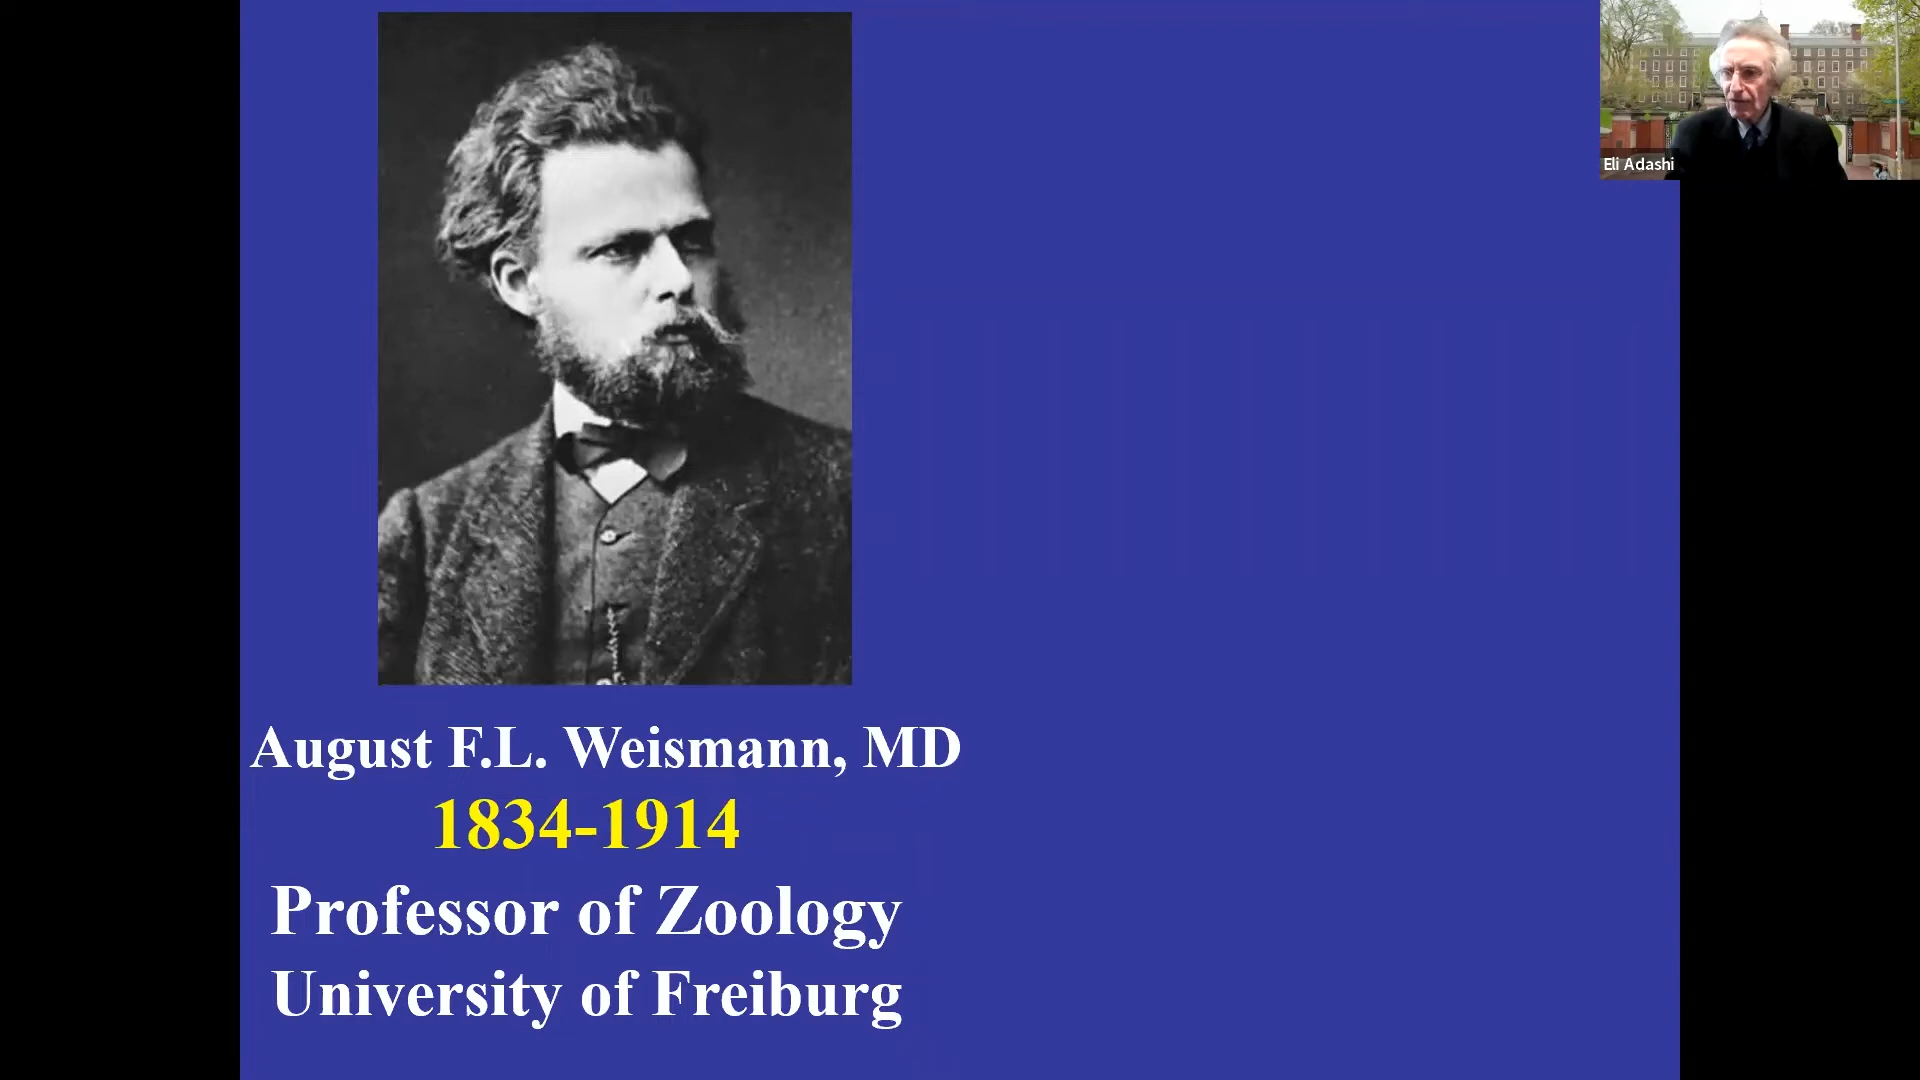 Eli Adashi
August F.L. Weismann, MD
1834-1914
Professor of Zoology
University of Freiburg